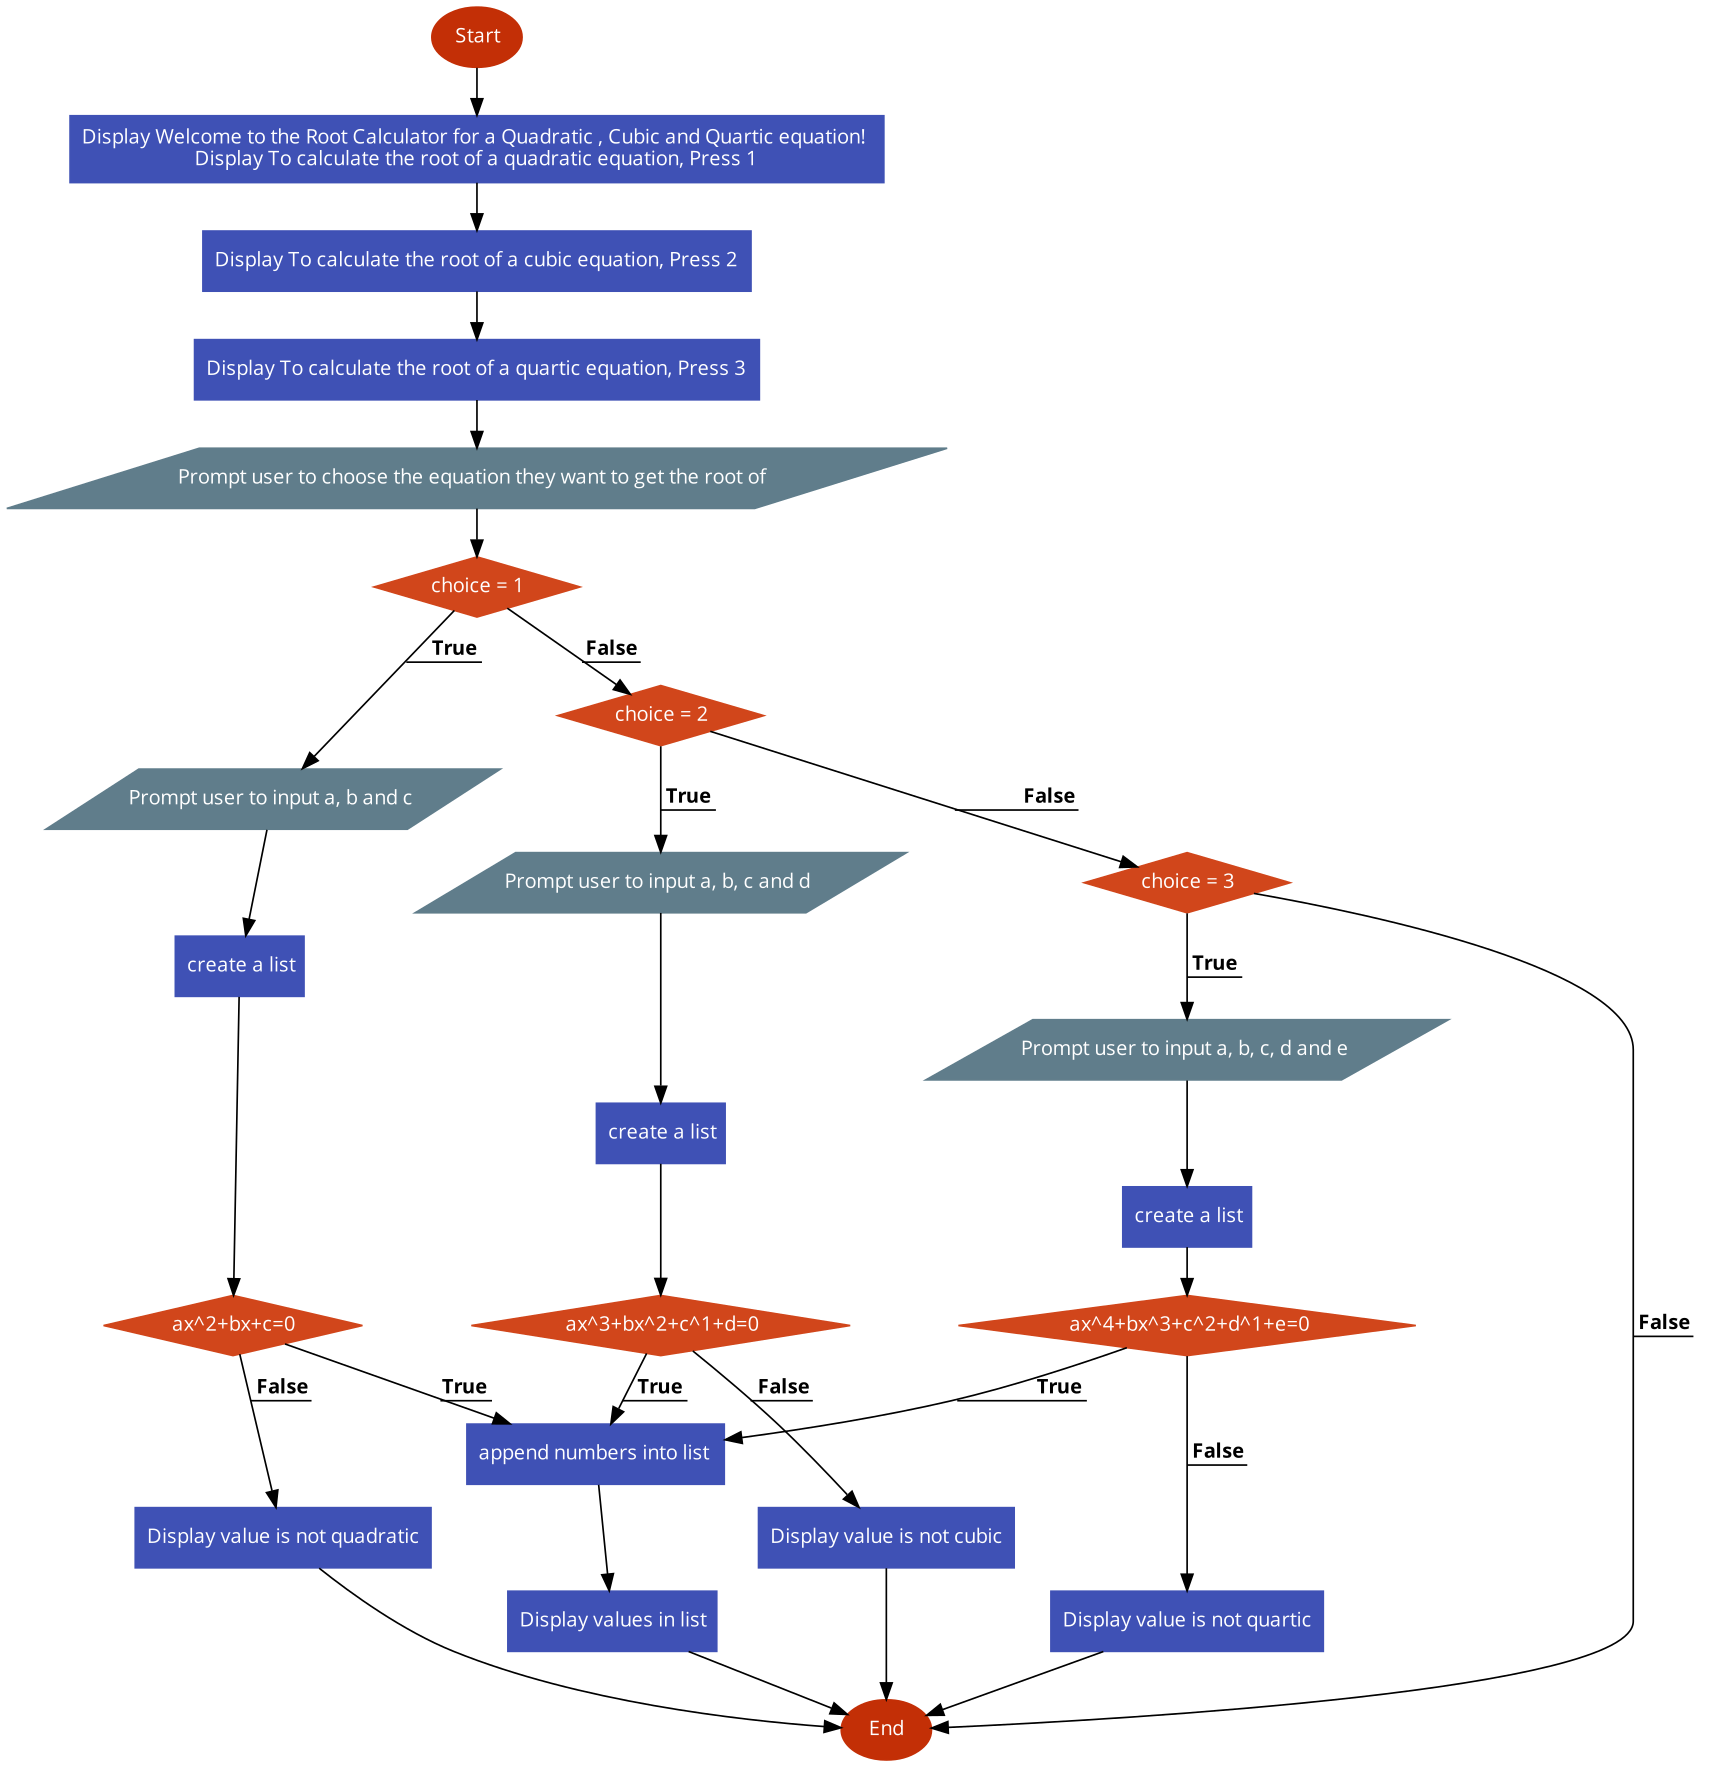 Start
Display Welcome to the Root Calculator for a Quadratic , Cubic and Quartic equation!
Display To calculate the root of a quadratic equation, Press 1
Display To calculate the root of a cubic equation, Press 2
Display To calculate the root of a quartic equation, Press 3
Prompt user to choose the equation they want to get the root of
choice = 1
True
False
choice = 2
Prompt user to input a, b and c
True
False
Prompt user to input a, b, c and d
choice = 3
create a list
True
Prompt user to input a, b, c, d and e
create a list
create a list
ax^2+bx+c=0
ax^3+bx^2+c^1+d=0
ax^4+bx^3+c^2+d^1+e=0
False
False
True
True
False
True
append numbers into list
False
Display value is not quadratic
Display value is not cubic
Display values in list
Display value is not quartic
End